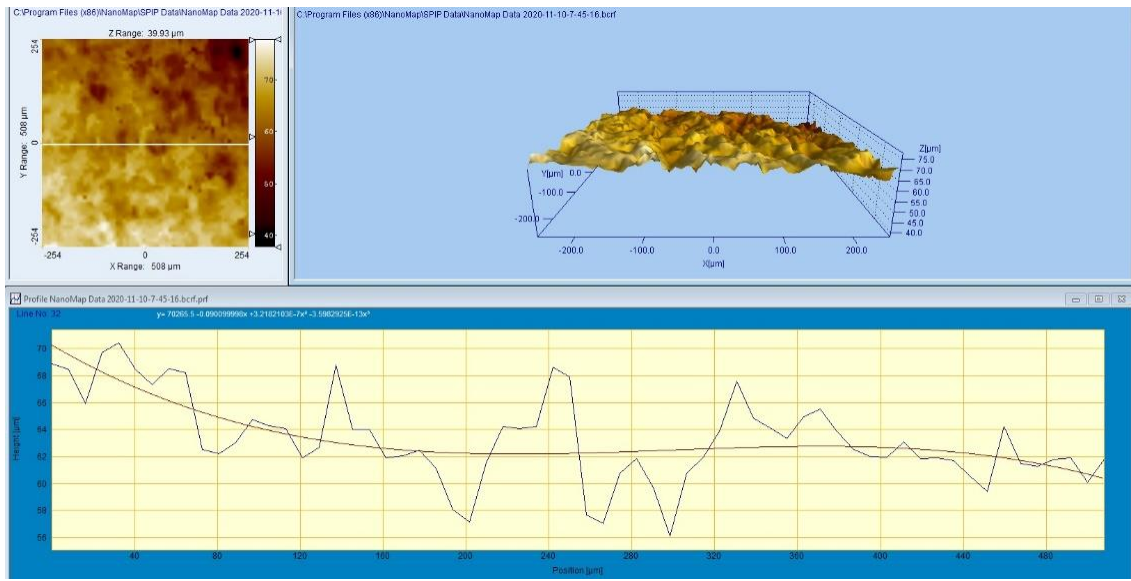 C:\Program Files (x86)\NanoMap\SPIP Data\NanoMap Data 2020-11-1
Z Range: 39.93 µm
254
Y Range: 508 µm
0
-254
70
60
50
40
-254
0
254
X Range: 508 µm
C:\Program Files (x86)\NanoMap\SPIP Data\NanoMap Data 2020-11-10-7-45-16.bcrf
Z[µm]
75.0
70.0
65.0
60.0
55.0
50.0
45.0
40.0
Y[µm] 0.0
-100.0
-200.0
-200.0 -100.0 0.0 100.0 200.0
X[µm]
Profile NanoMap Data 2020-11-10-7-45-16.bcrf.prf
Line No. 32
y= 70265.5 -0.090099996x +3.2182103E-7x² -3.5982925E-13x³
Height [µm]
70
68
66
64
62
60
58
56
40 80 120 160 200 240 280 320 360 400 440 480
Position [µm]